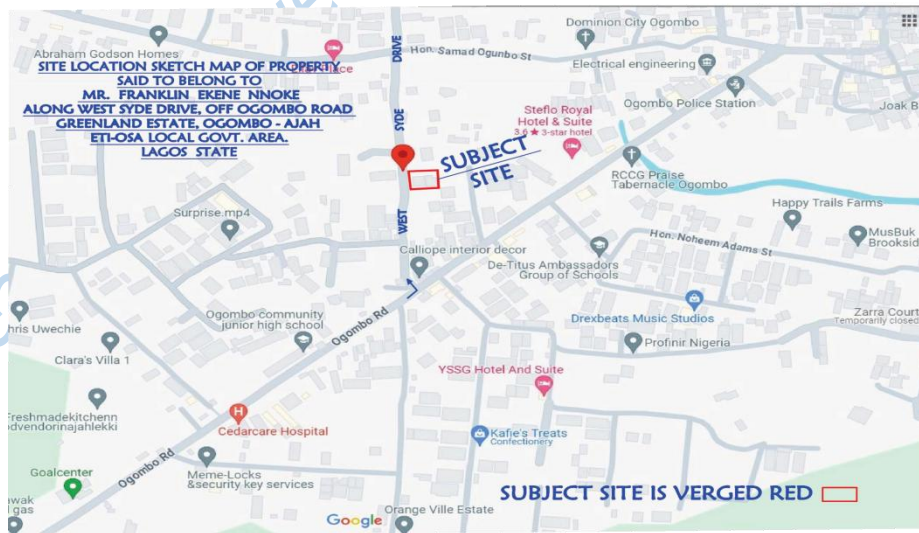 Abraham Godson Homes
SITE LOCATION SKETCH MAP OF PROPERTY
SAID TO BELONG TO
MR. FRANKLIN EKENE NNOKE
ALONG WEST SYDE DRIVE, OFF OGOMBO ROAD
GREENLAND ESTATE, OGOMBO - AJAH
ETI-OSA LOCAL GOVT. AREA.
LAGOS STATE
WEST SYDE DRIVE
Hon. Samad Ogunbo St
Dominion City Ogombo
Electrical engineering
Ogombo Police Station
Joak B
Steflo Royal
Hotel & Suite
3.6 ★ 3-star hotel
SUBJECT
SITE
RCCG Praise
Tabernacle Ogombo
Happy Trails Farms
MusBuk
Brookside
Surprise.mp4
Hon. Noheem Adams St
Calliope interior decor
De-Titus Ambassadors
Group of Schools
hris Uwechie
Ogombo community
junior high school
Ogombo Rd
Drexbeats Music Studios
Zarra Court
Temporarily closed
Profinir Nigeria
Clara's Villa 1
YSSG Hotel And Suite
Freshmadekitchenn
odvendorinajahlekki
Cedarcare Hospital
Kafie's Treats
Confectionery
Ogombo Rd
Goalcenter
Meme-Locks
&security key services
wak
gas
SUBJECT SITE IS VERGED RED
Google
Orange Ville Estate